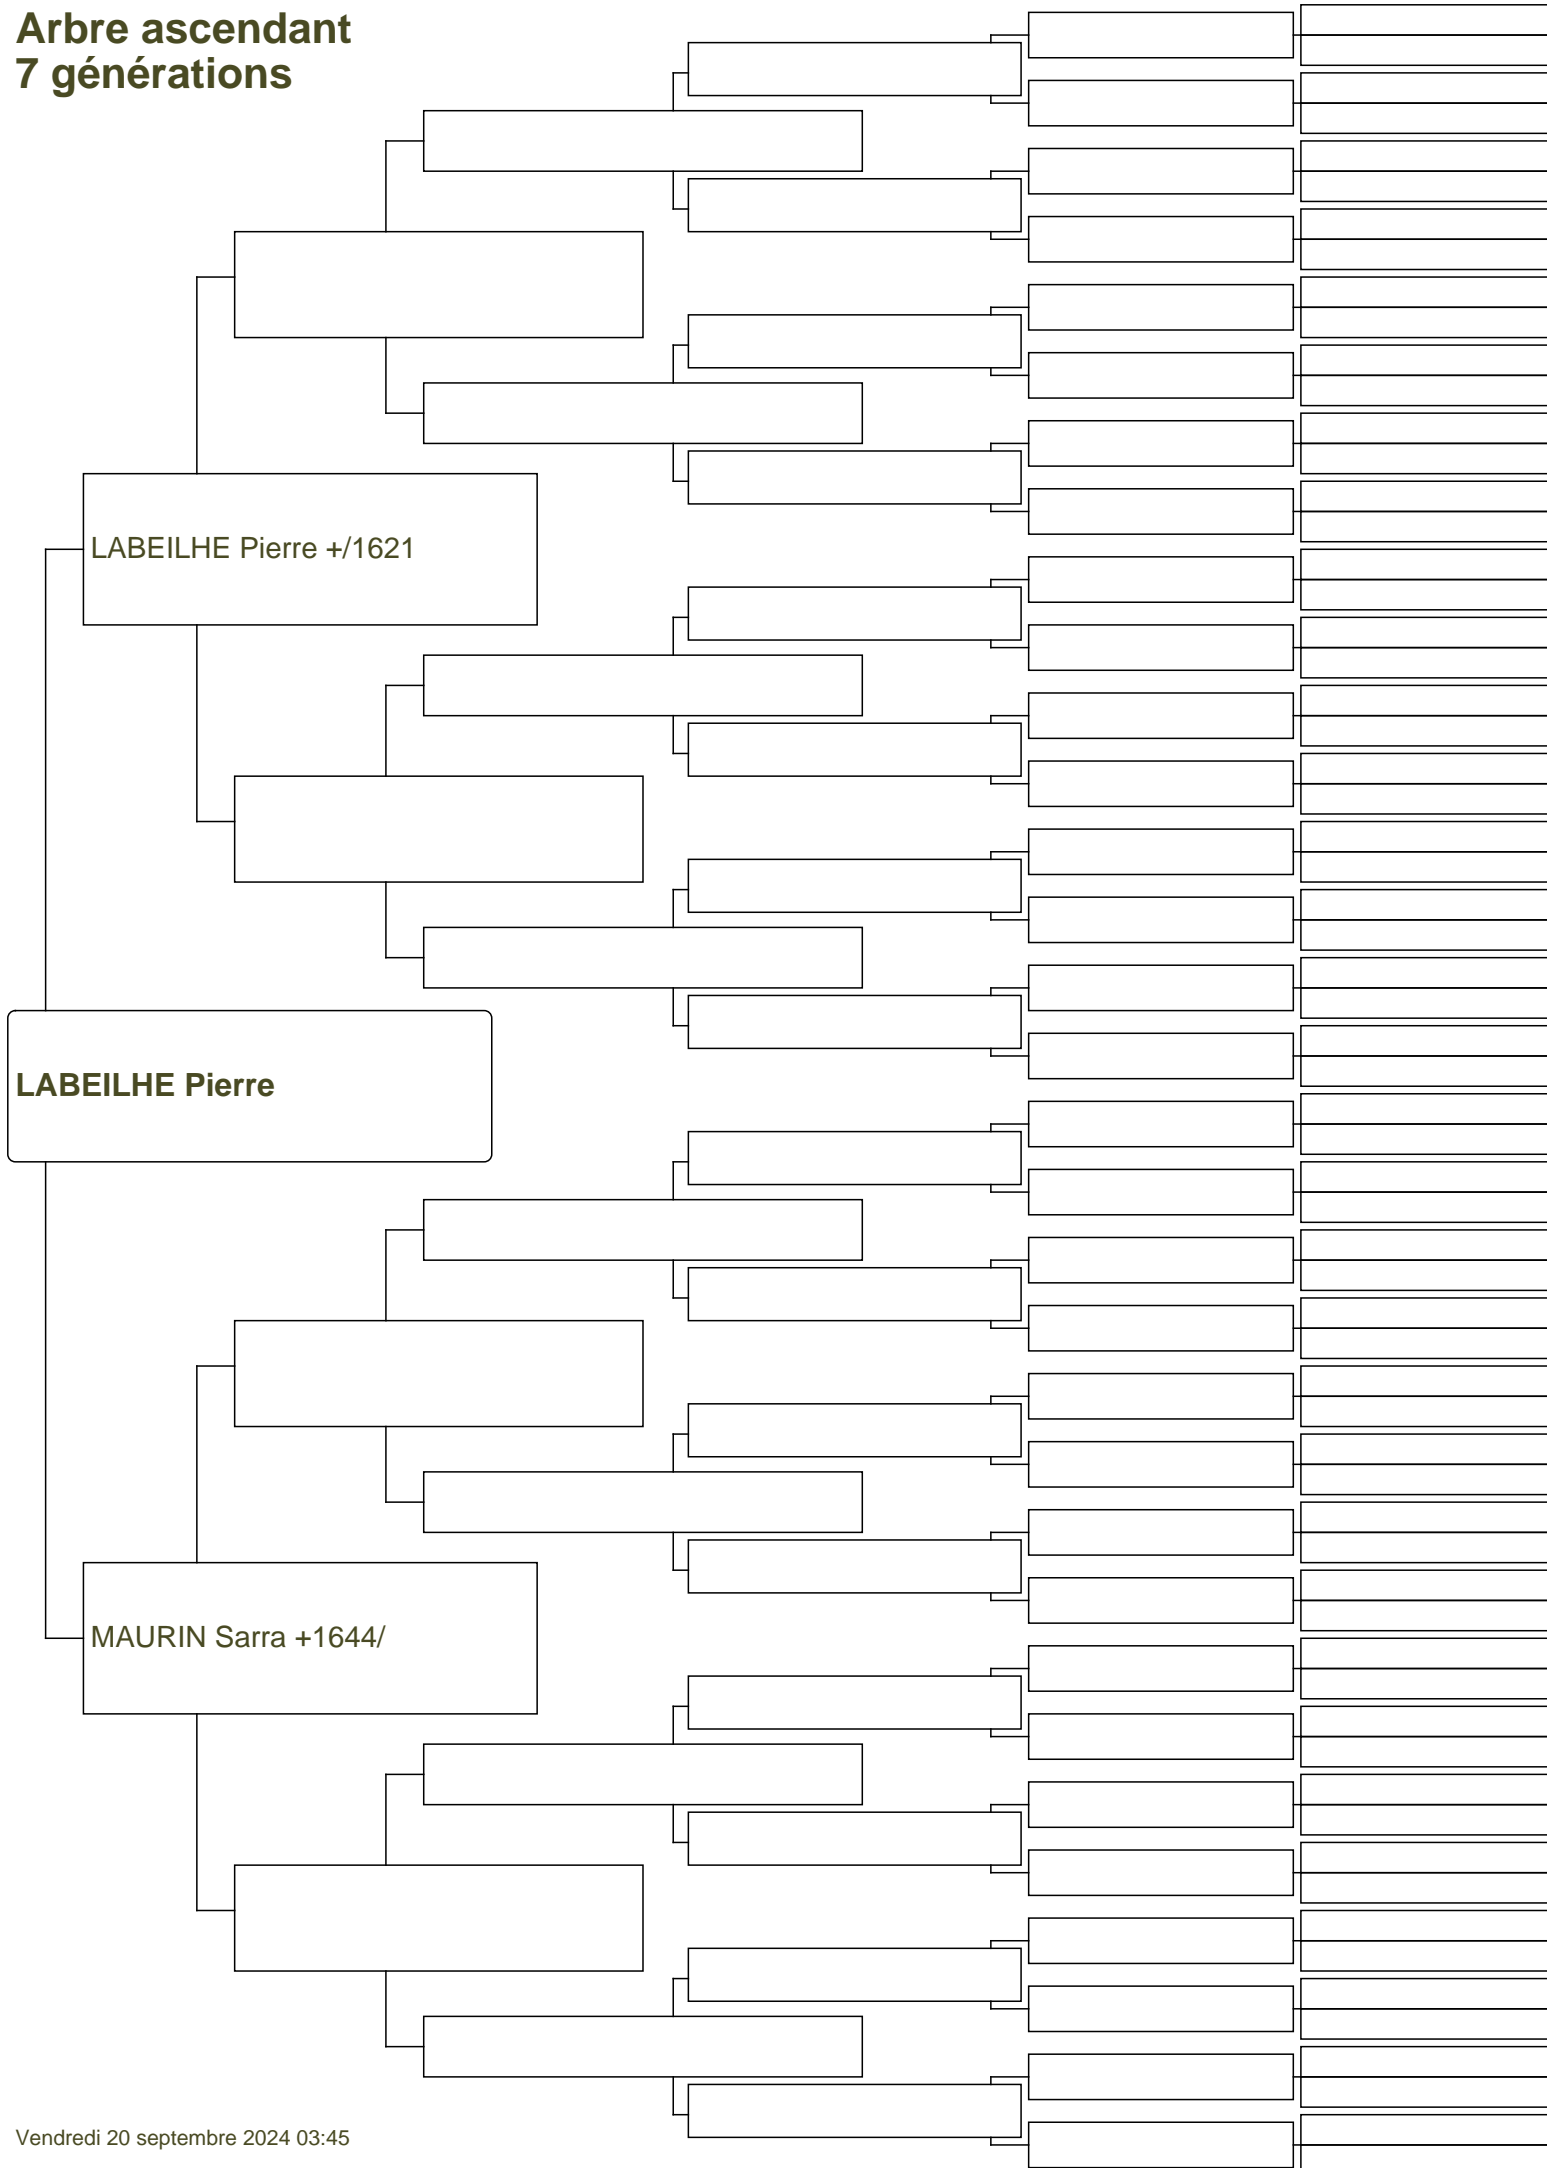 Arbre ascendant
7 générations
LABEILHE Pierre +/1621
LABEILHE Pierre
MAURIN Sarra +1644/
Vendredi 20 septembre 2024 03:45